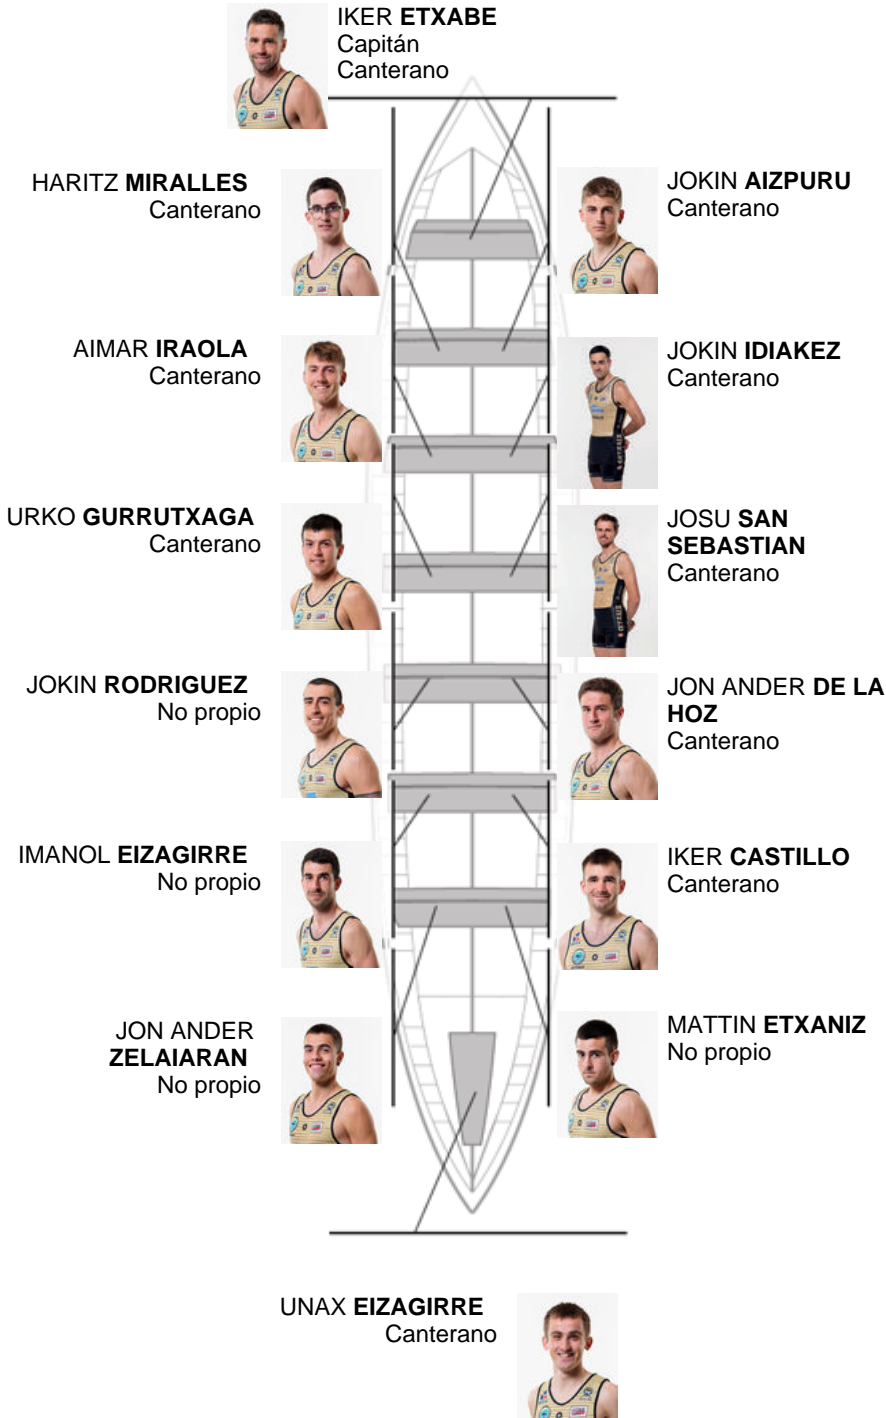 IKER ETXABE
Capitán
Canterano
HARITZ MIRALLES
Canterano
JOKIN AIZPURU
Canterano
AIMAR IRAOLA
Canterano
JOKIN IDIAKEZ
Canterano
URKO GURRUTXAGA
Canterano
JOSU SAN
SEBASTIAN
Canterano
JOKIN RODRIGUEZ
No propio
JON ANDER DE LA
HOZ
Canterano
IMANOL EIZAGIRRE
No propio
IKER CASTILLO
Canterano
JON ANDER
ZELAIARAN
No propio
MATTIN ETXANIZ
No propio
UNAX EIZAGIRRE
Canterano